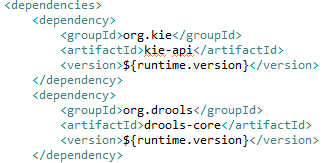 <dependencies>
<dependency>
<groupId>org.kie</groupId>
<artifactId>kie-api</artifactId>
<version>${runtime.version}</version>
</dependency>
<dependency>
<groupId>org.drools</groupId>
<artifactId>drools-core</artifactId>
<version>${runtime.version}</version>
</dependency>